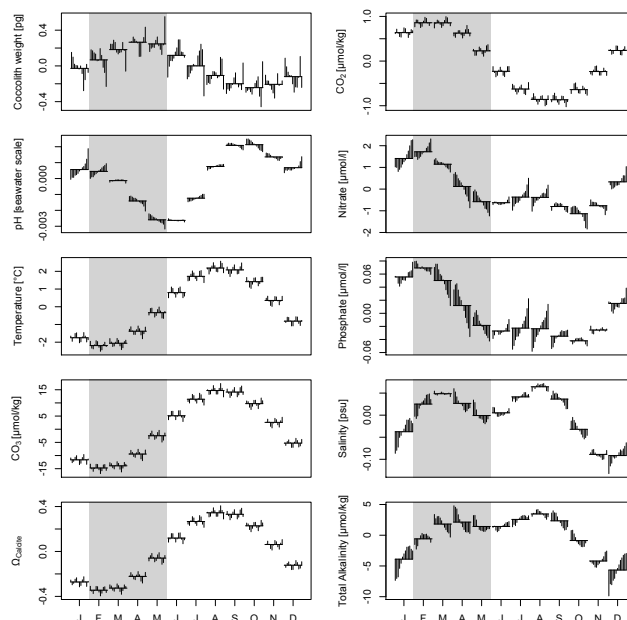 Coccolith weight [pg]
0.4
0.0
-0.4
CO2 [µmol/kg]
1.0
0.0
-1.0
pH [seawater scale]
0.000
-0.003
Nitrate [µmol/l]
2
1
0
-1
-2
Temperature [°C]
2
0
-2
Phosphate [µmol/l]
0.06
0.00
-0.06
CO3 [µmol/kg]
15
5
-5
-15
Salinity [psu]
0.00
-0.10
ΩCalcite
0.4
0.0
-0.4
Total Alkalinity [µmol/kg]
5
0
-5
-10
J F M A M J J A S O N D
J F M A M J J A S O N D